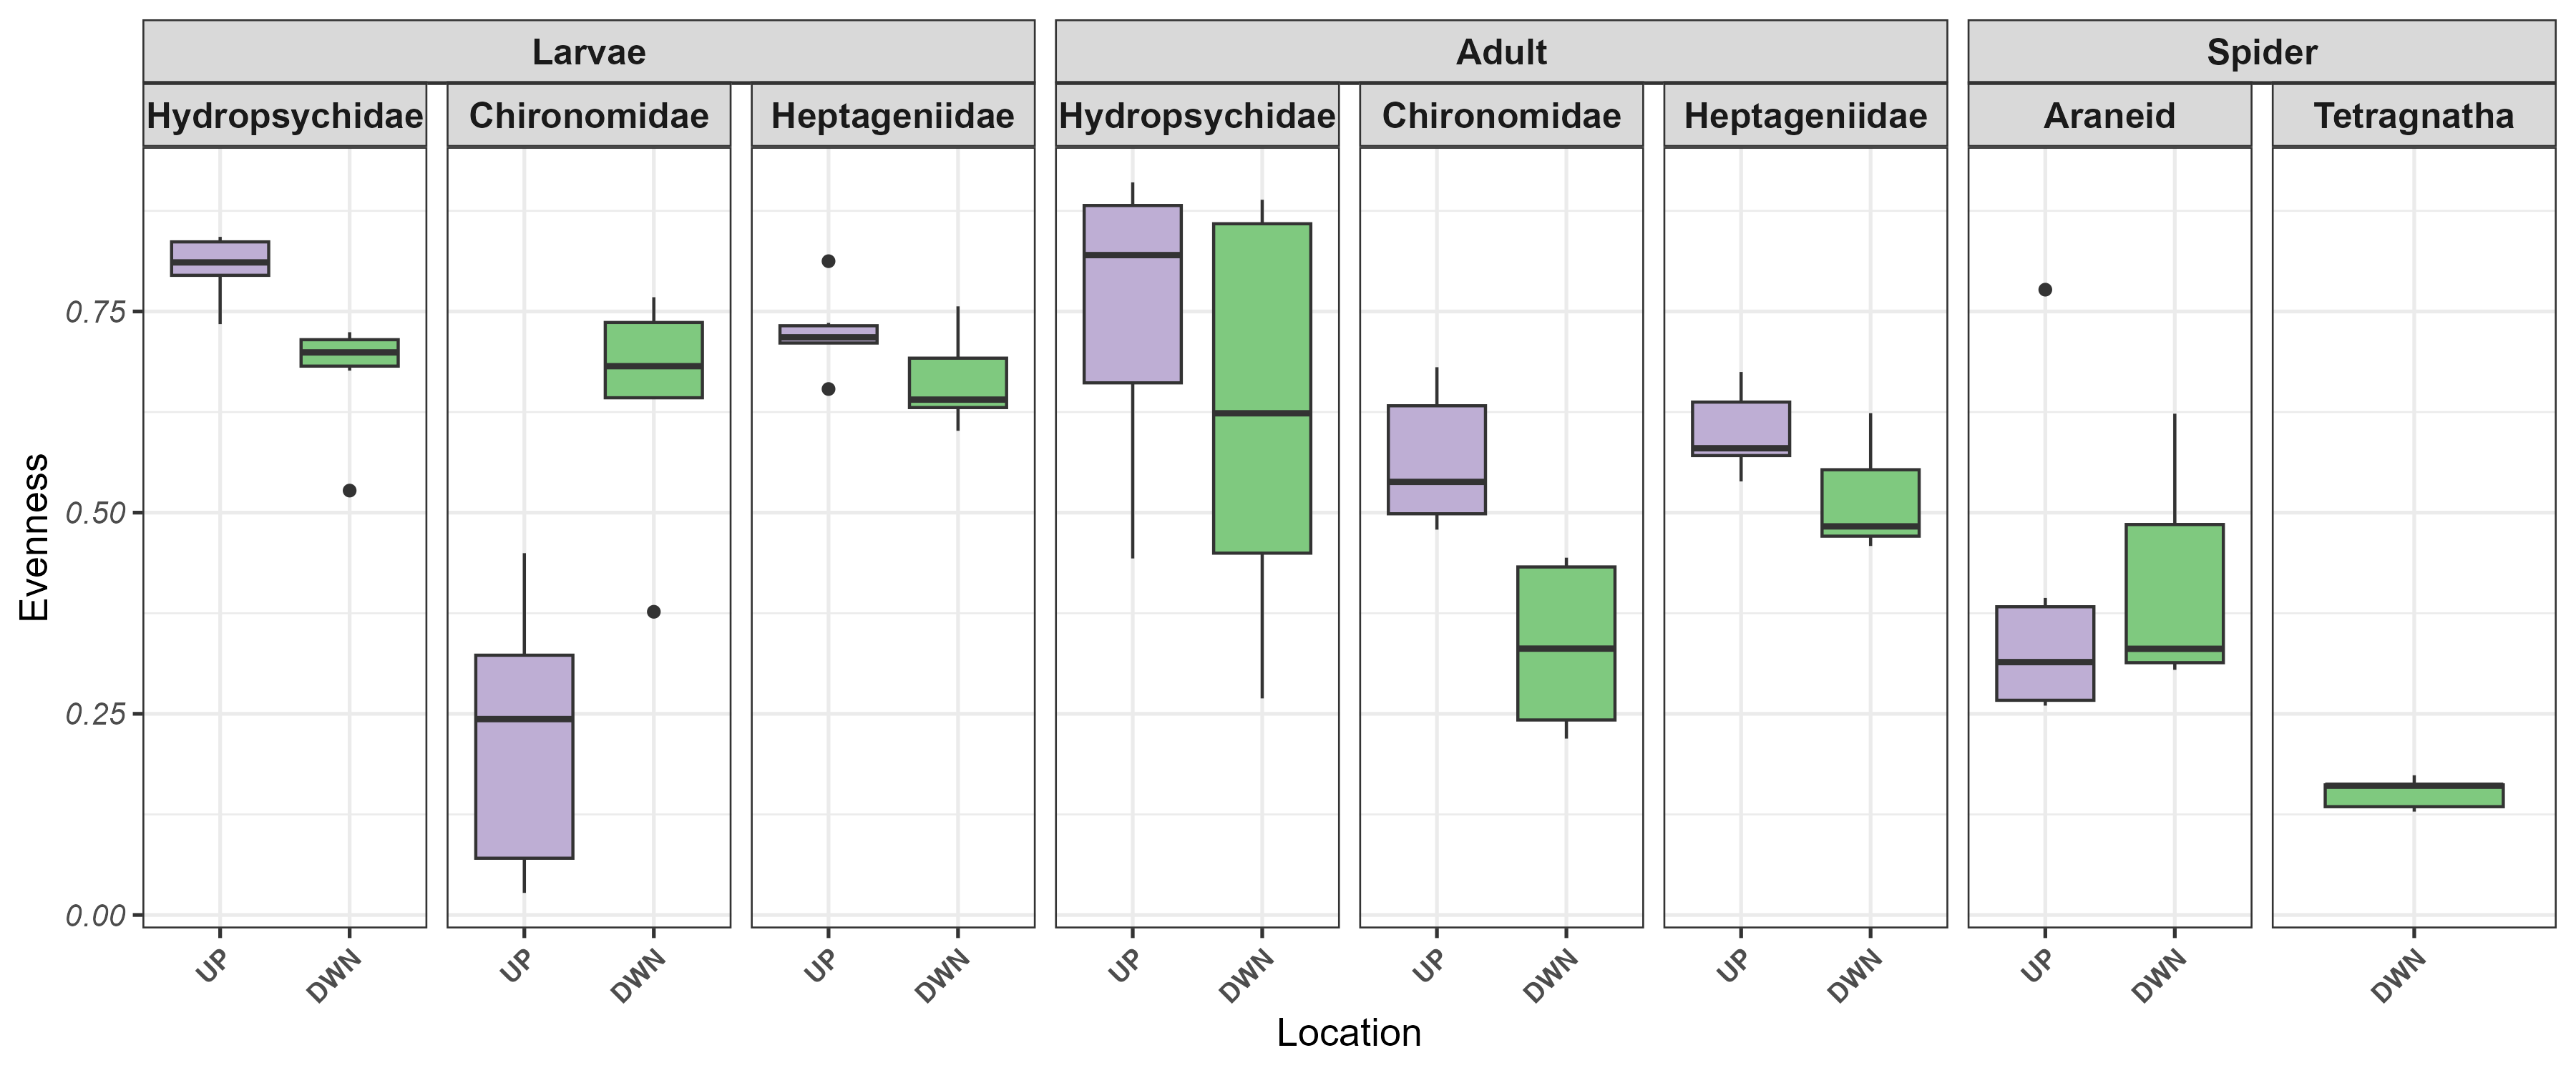 Larvae Adult Spider
Hydropsychidae Chironomidae Heptageniidae Hydropsychidae Chironomidae Heptageniidae Araneid Tetragnatha
Evenness
0.75
0.50
0.25
0.00
UP DWN UP DWN UP DWN UP DWN UP DWN UP DWN UP DWN DWN
Location